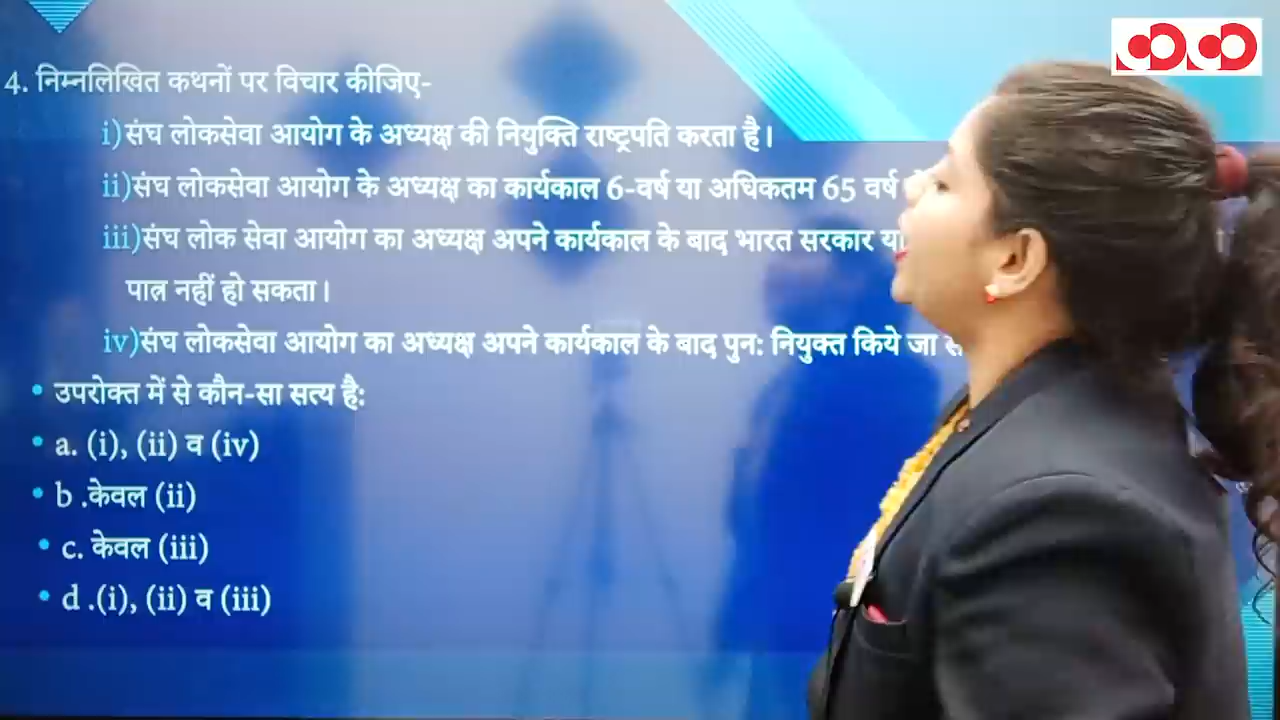 4. निम्नलिखित कथनों पर विचार कीजिए-
i)संघ लोकसेवा आयोग के अध्यक्ष की नियुक्ति राष्ट्रपति करता है।
ii)संघ लोकसेवा आयोग के अध्यक्ष का कार्यकाल 6-वर्ष या अधिकतम 65 वर्ष
iii)संघ लोक सेवा आयोग का अध्यक्ष अपने कार्यकाल के बाद भारत सरकार
पात्र नहीं हो सकता।
iv)संघ लोकसेवा आयोग का अध्यक्ष अपने कार्यकाल के बाद पुन: नियुक्त किये जा
• उपरोक्त में से कौन-सा सत्य है:
• a. (i), (ii) व (iv)
• b .केवल (ii)
• c. केवल (iii)
• d .(i), (ii) व (iii)